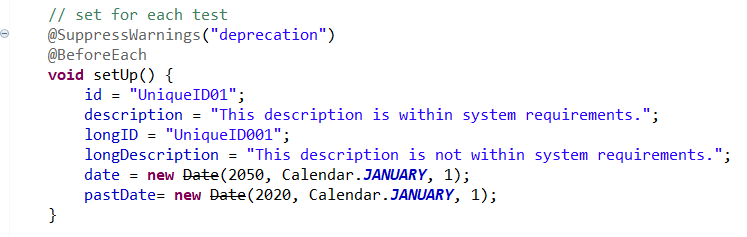 // set for each test
@SuppressWarnings("deprecation")
@BeforeEach
void setUp() {
    id = "UniqueID01";
    description = "This description is within system requirements.";
    longID = "UniqueID001";
    longDescription = "This description is not within system requirements.";
    date = new Date(2050, Calendar.JANUARY, 1);
    pastDate= new Date(2020, Calendar.JANUARY, 1);
}